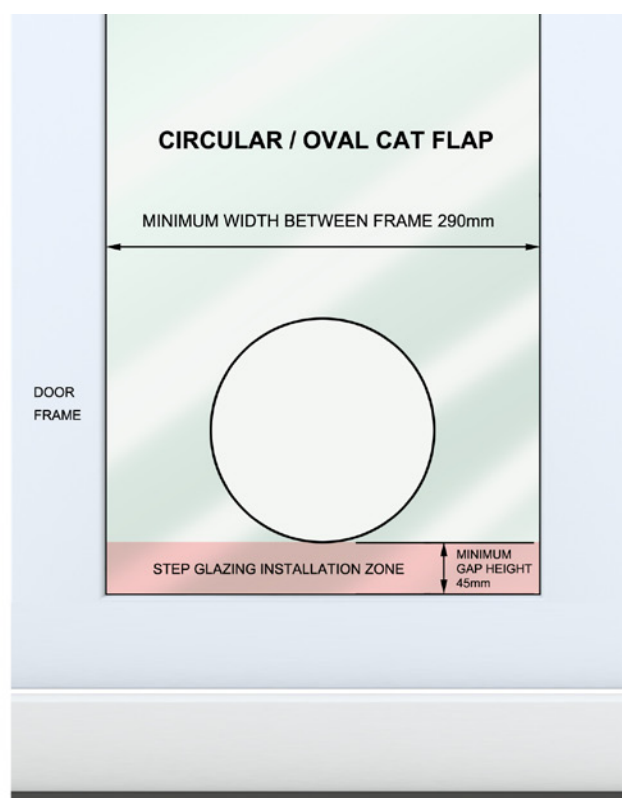 CIRCULAR / OVAL CAT FLAP
MINIMUM WIDTH BETWEEN FRAME 290mm
DOOR
FRAME
STEP GLAZING INSTALLATION ZONE
MINIMUM
GAP HEIGHT
45mm